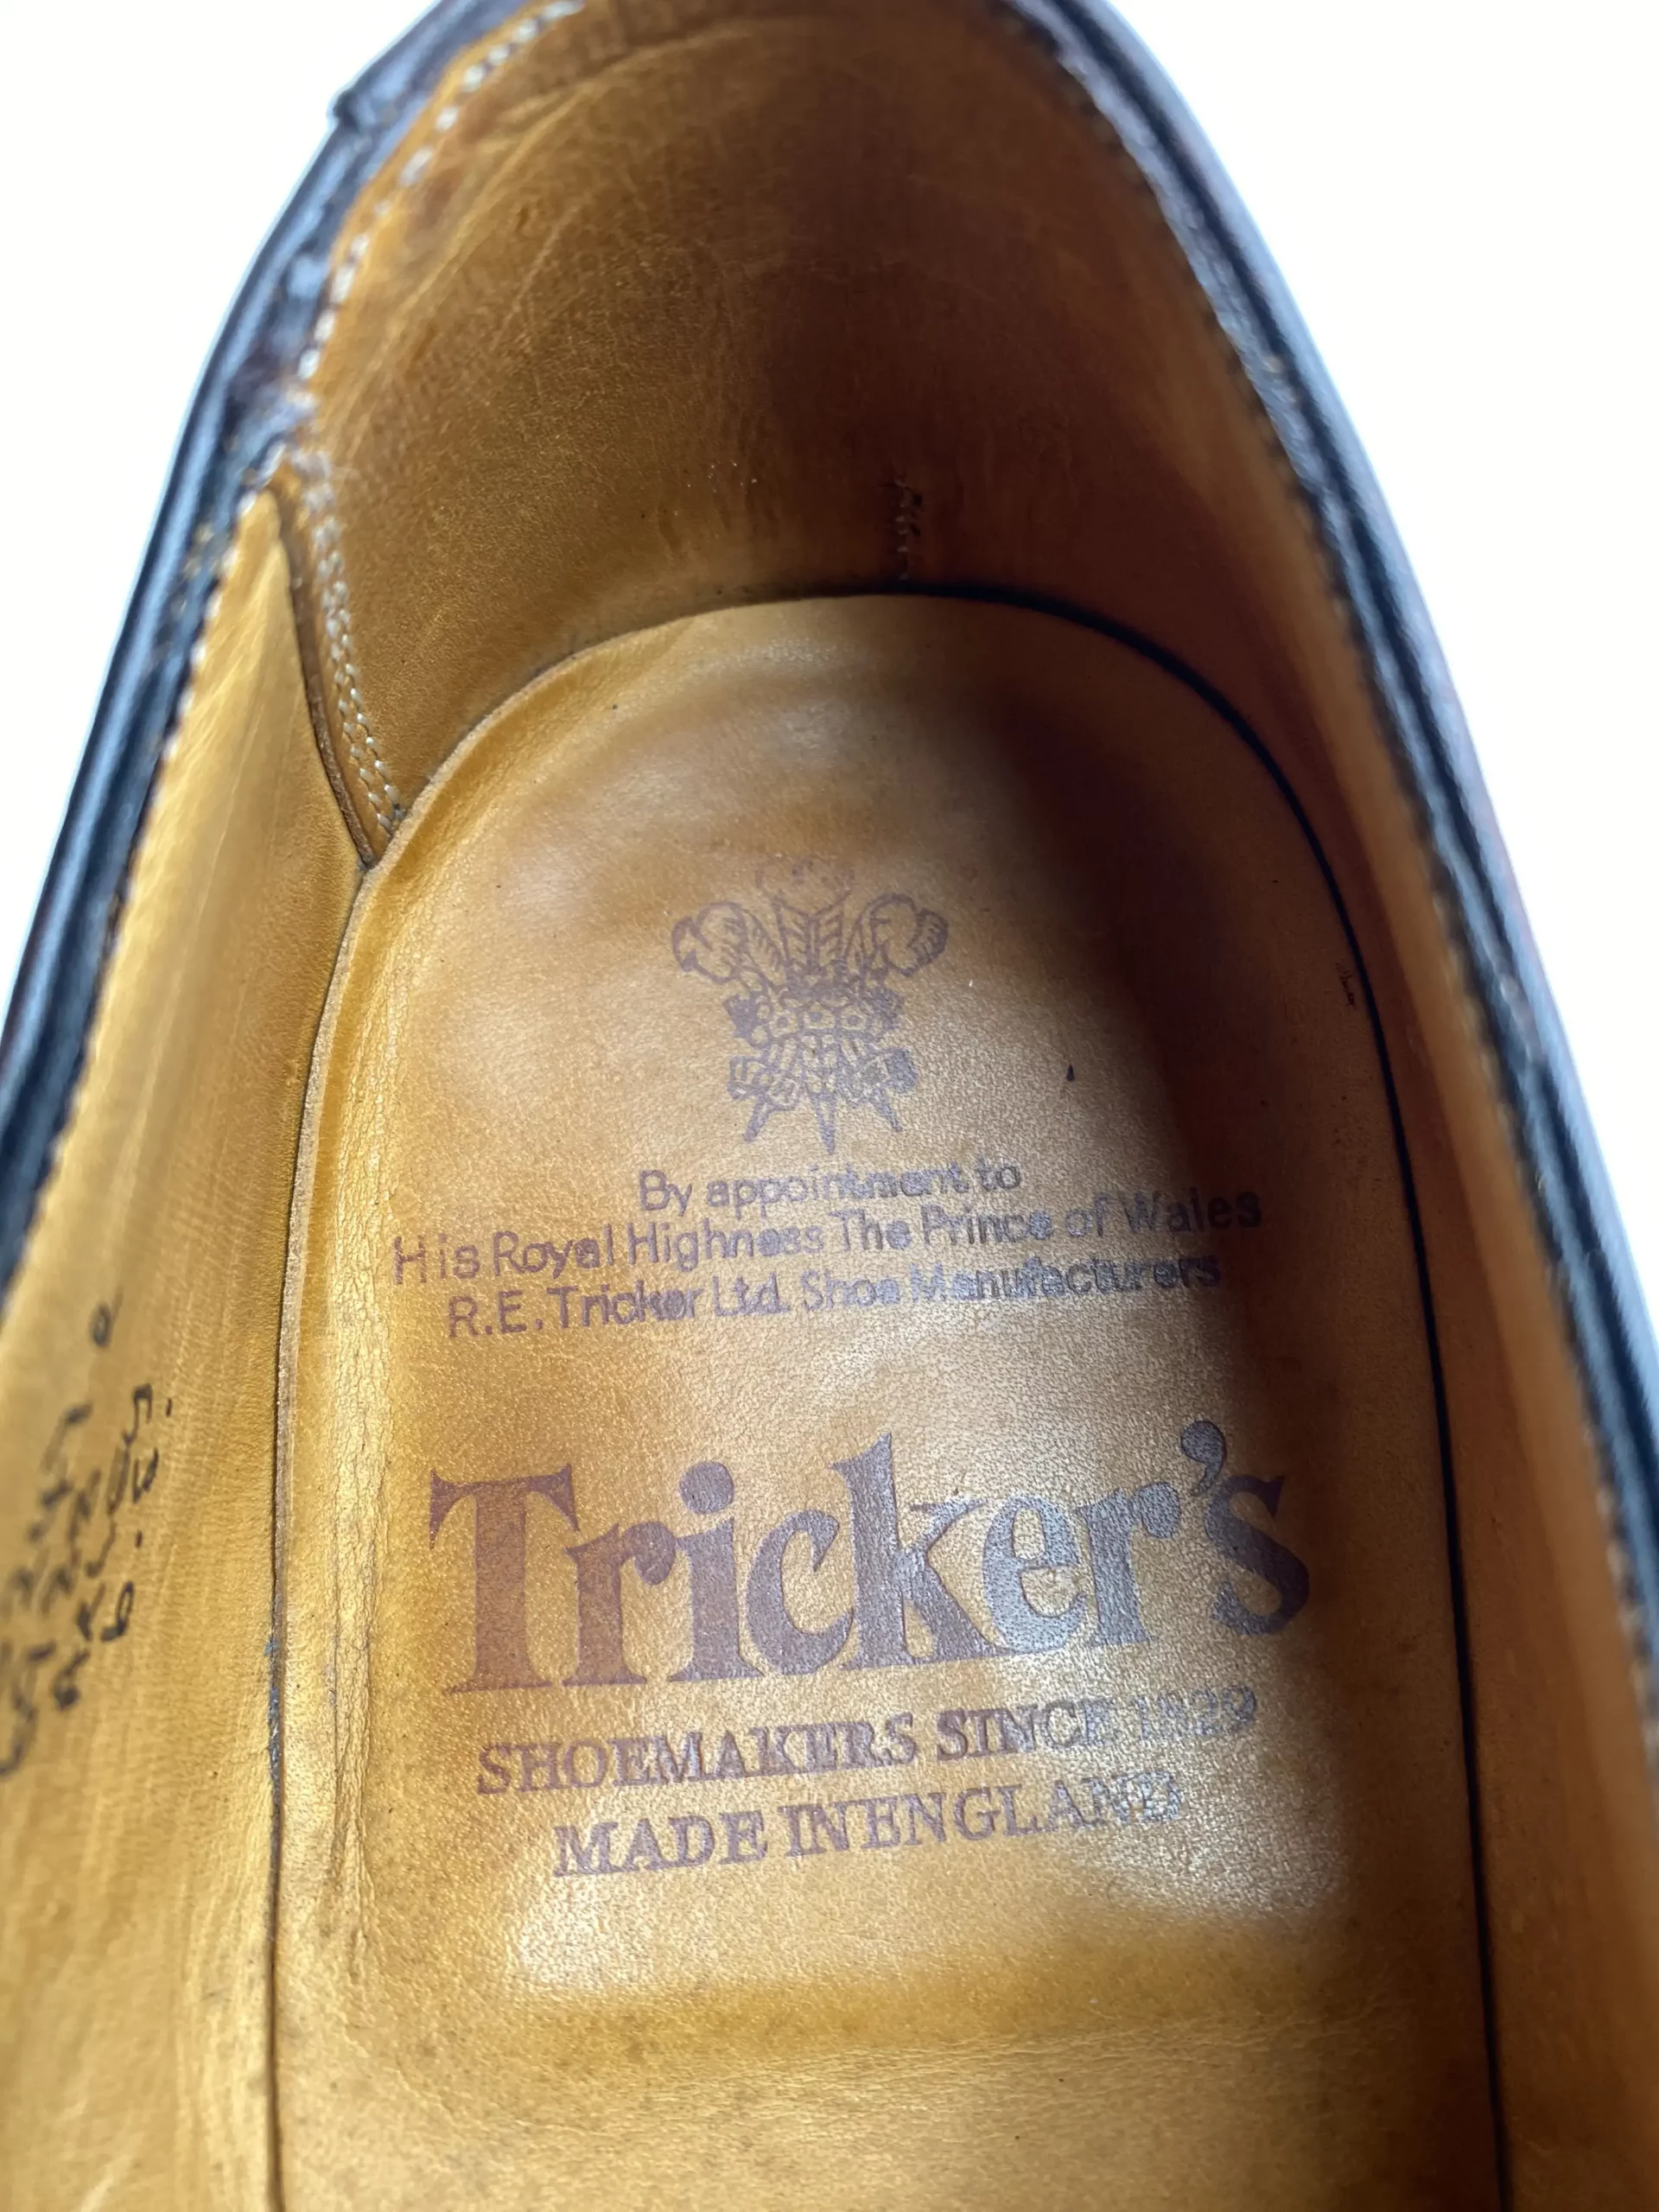 By appointment to
His Royal Highness The Prince of Wales
R.E. Tricker Ltd. Shoe Manufacturers
Tricker's
SHOEMAKERS SINCE 1829
MADE IN ENGLAND